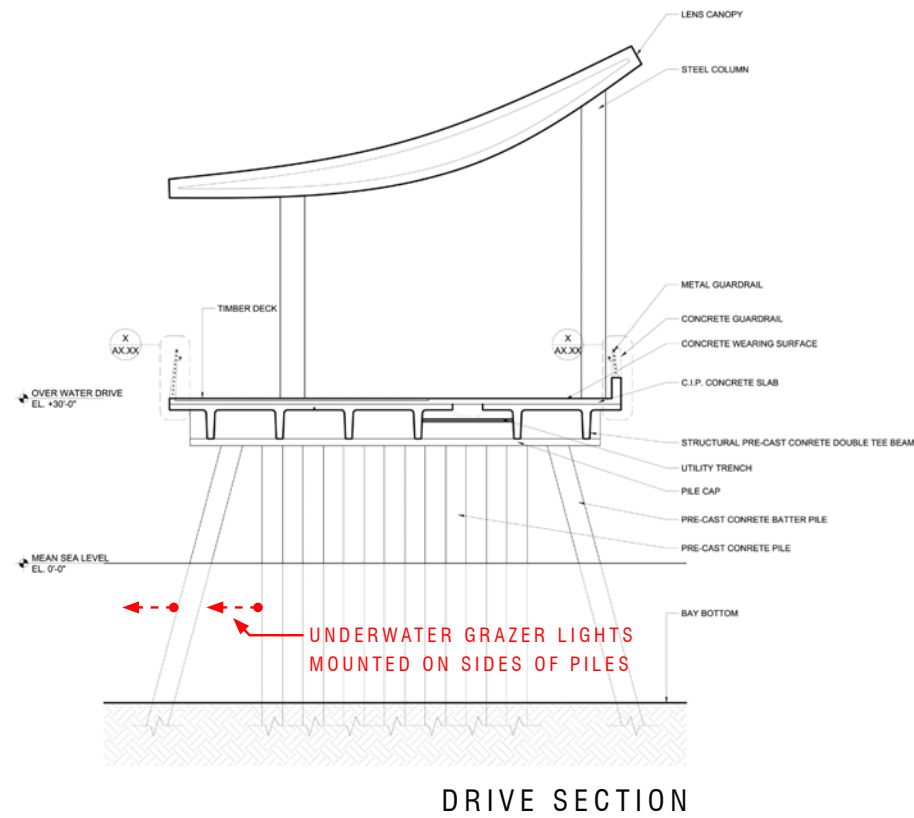 LENS CANOPY
STEEL COLUMN
METAL GUARDRAIL
TIMBER DECK
CONCRETE GUARDRAIL
X
AX.XX
X
AX.XX
CONCRETE WEARING SURFACE
C.I.P. CONCRETE SLAB
OVER WATER DRIVE
EL. +30'-0"
STRUCTURAL PRE-CAST CONRETE DOUBLE TEE BEAM
UTILITY TRENCH
PILE CAP
PRE-CAST CONRETE BATTER PILE
PRE-CAST CONRETE PILE
MEAN SEA LEVEL
EL. 0'-0"
BAY BOTTOM
UNDERWATER GRAZER LIGHTS
MOUNTED ON SIDES OF PILES
DRIVE SECTION